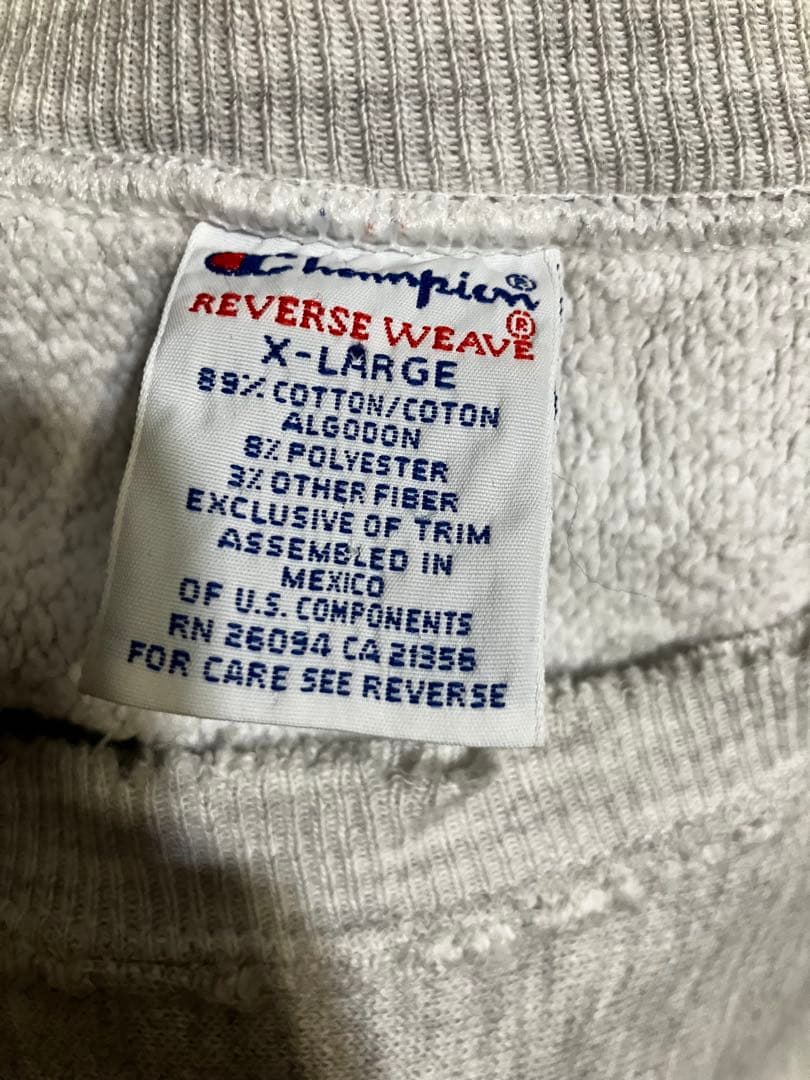 Champion®
REVERSE WEAVE®
X-LARGE
89% COTTON/COTON
ALGODON
8% POLYESTER
3% OTHER FIBER
EXCLUSIVE OF TRIM
ASSEMBLED IN
MEXICO
OF U.S. COMPONENTS
RN 26094 CA 21356
FOR CARE SEE REVERSE